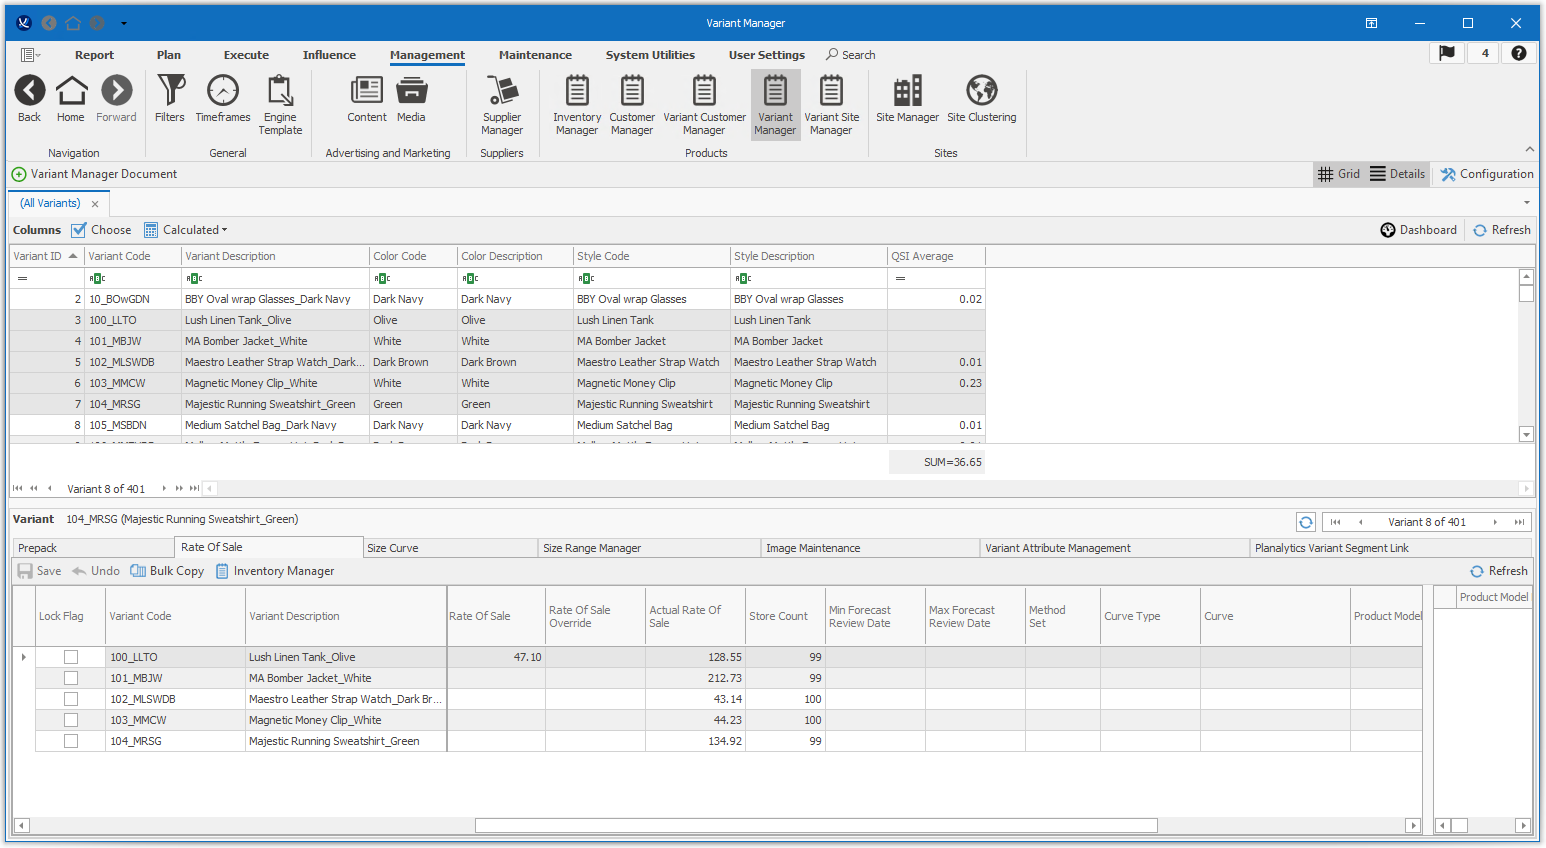 Variant Manager
Report Plan Execute Influence Management Maintenance System Utilities User Settings Search 4 ?
Back Home Forward Filters Timeframes Engine Template Content Media Supplier Manager Inventory Manager Customer Manager Variant Customer Manager Variant Manager Variant Site Manager Site Manager Site Clustering
Navigation General Advertising and Marketing Suppliers Products Sites
Variant Manager Document Grid Details Configuration
(All Variants)
Columns Choose Calculated Dashboard Refresh
Variant ID Variant Code Variant Description Color Code Color Description Style Code Style Description QSI Average
= ABC ABC ABC ABC ABC ABC =
2 10_BOwGDN BBY Oval wrap Glasses_Dark Navy Dark Navy Dark Navy BBY Oval wrap Glasses BBY Oval wrap Glasses 0.02
3 100_LLTO Lush Linen Tank_Olive Olive Olive Lush Linen Tank Lush Linen Tank
4 101_MBJW MA Bomber Jacket_White White White MA Bomber Jacket MA Bomber Jacket
5 102_MLSWDB Maestro Leather Strap Watch_Dark... Dark Brown Dark Brown Maestro Leather Strap Watch Maestro Leather Strap Watch 0.01
6 103_MMCW Magnetic Money Clip_White White White Magnetic Money Clip Magnetic Money Clip 0.23
7 104_MRSG Majestic Running Sweatshirt_Green Green Green Majestic Running Sweatshirt Majestic Running Sweatshirt
8 105_MSBDN Medium Satchel Bag_Dark Navy Dark Navy Dark Navy Medium Satchel Bag Medium Satchel Bag 0.01
SUM=36.65
Variant 8 of 401
Variant 104_MRSG (Majestic Running Sweatshirt_Green) Variant 8 of 401
Prepack Rate Of Sale Size Curve Size Range Manager Image Maintenance Variant Attribute Management Planalytics Variant Segment Link
Save Undo Bulk Copy Inventory Manager Refresh
Lock Flag Variant Code Variant Description Rate Of Sale Rate Of Sale Override Actual Rate Of Sale Store Count Min Forecast Review Date Max Forecast Review Date Method Set Curve Type Curve Product Model Product Model
100_LLTO Lush Linen Tank_Olive 47.10 128.55 99
101_MBJW MA Bomber Jacket_White 212.73 99
102_MLSWDB Maestro Leather Strap Watch_Dark Br... 43.14 100
103_MMCW Magnetic Money Clip_White 44.23 100
104_MRSG Majestic Running Sweatshirt_Green 134.92 99